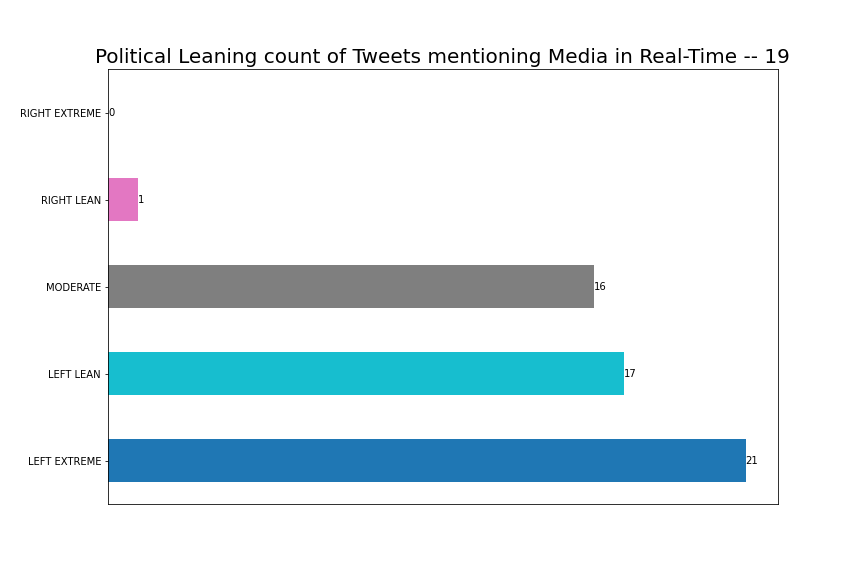 Political Leaning count of Tweets mentioning Media in Real-Time -- 19
RIGHT EXTREME 0
RIGHT LEAN 1
MODERATE 16
LEFT LEAN 17
LEFT EXTREME 21